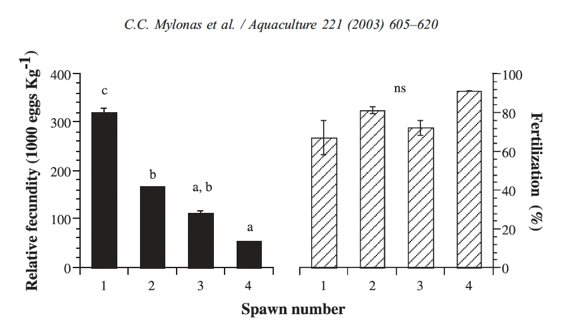 C.C. Mylonas et al. / Aquaculture 221 (2003) 605–620
Relative fecundity (1000 eggs Kg-1)
400
300
200
100
0
c
b
a, b
a
1 2 3 4
ns
100
80
60
40
20
0
Fertilization (%)
1 2 3 4
Spawn number